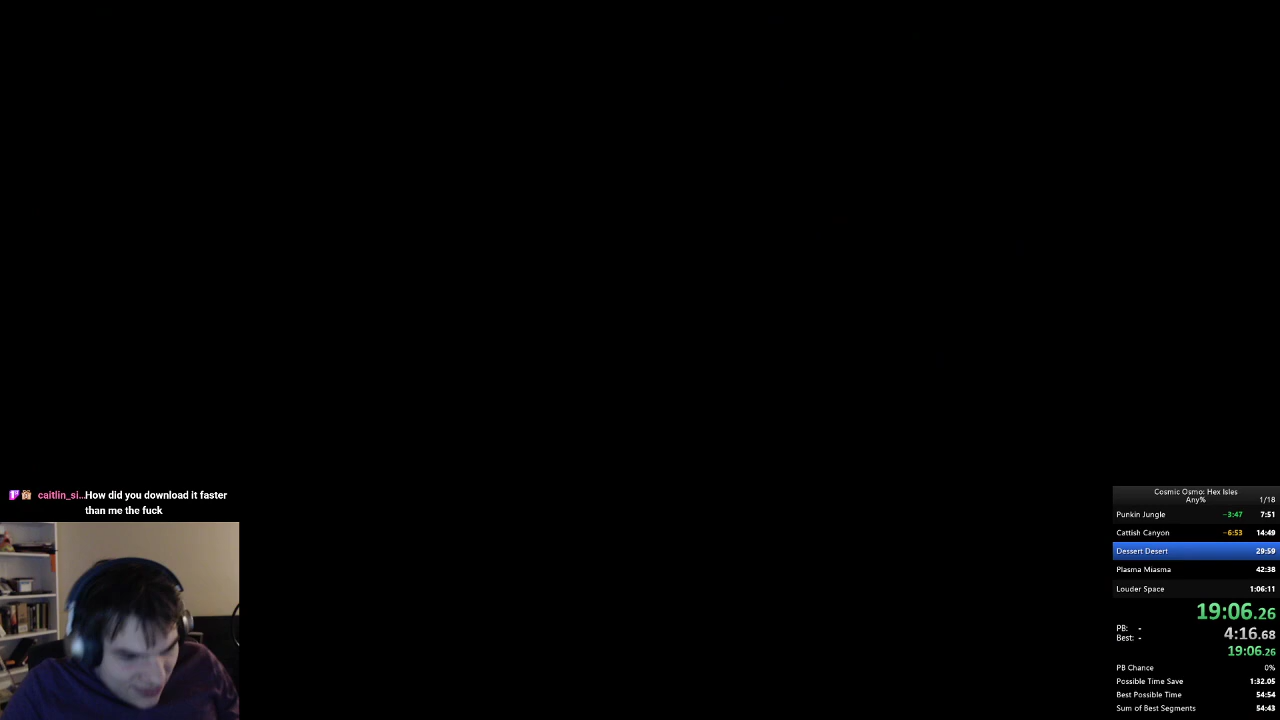 caitlin_si..How did you download it faster
than me the fuck
Cosmic Osmo: Hex Isles
Any% 1/18
Punkin Jungle −3:47 7:51
Cattish Canyon −6:53 14:49
Dessert Desert 29:59
Plasma Miasma 42:38
Louder Space 1:06:11
19:06.26
PB: -
4:16.68
Best: -
19:06.26
PB Chance 0%
Possible Time Save 1:32.05
Best Possible Time 54:54
Sum of Best Segments 54:43